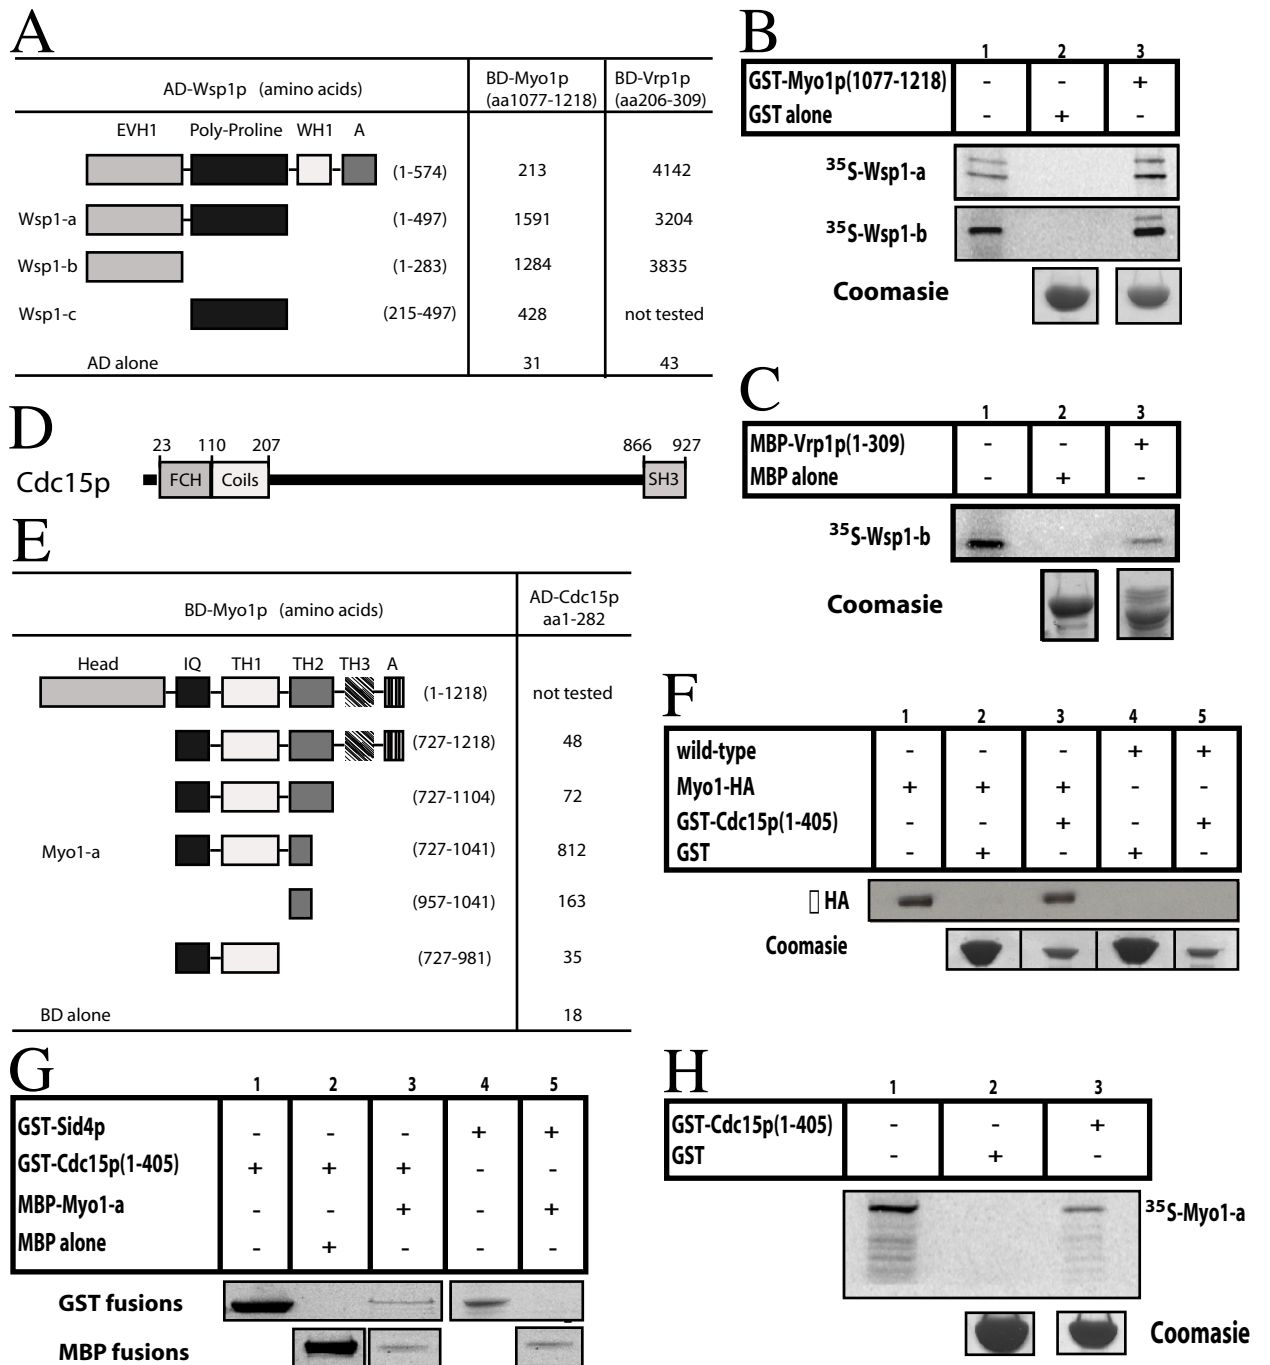 A
AD-Wsp1p (amino acids)
BD-Myo1p
(aa1077-1218)
BD-Vrp1p
(aa206-309)
EVH1 Poly-Proline WH1 A
(1-574) 213 4142
Wsp1-a (1-497) 1591 3204
Wsp1-b (1-283) 1284 3835
Wsp1-c (215-497) 428 not tested
AD alone 31 43
B
1 2 3
GST-Myo1p(1077-1218) - - +
GST alone - + -
35S-Wsp1-a
35S-Wsp1-b
Coomasie
C
1 2 3
MBP-Vrp1p(1-309) - - +
MBP alone - + -
35S-Wsp1-b
Coomasie
D
23 110 207 866 927
Cdc15p FCH Coils SH3
E
BD-Myo1p (amino acids)
AD-Cdc15p
aa1-282
Head IQ TH1 TH2 TH3 A
(1-1218) not tested
(727-1218) 48
(727-1104) 72
Myo1-a (727-1041) 812
(957-1041) 163
(727-981) 35
BD alone 18
F
1 2 3 4 5
wild-type - - - + +
Myo1-HA + + + - -
GST-Cdc15p(1-405) - - + - +
GST - + - + -
▯ HA
Coomasie
G
1 2 3 4 5
GST-Sid4p - - - + +
GST-Cdc15p(1-405) + + + - -
MBP-Myo1-a - - + - +
MBP alone - + - - -
GST fusions
MBP fusions
H
1 2 3
GST-Cdc15p(1-405) - - +
GST - + -
35S-Myo1-a
Coomasie